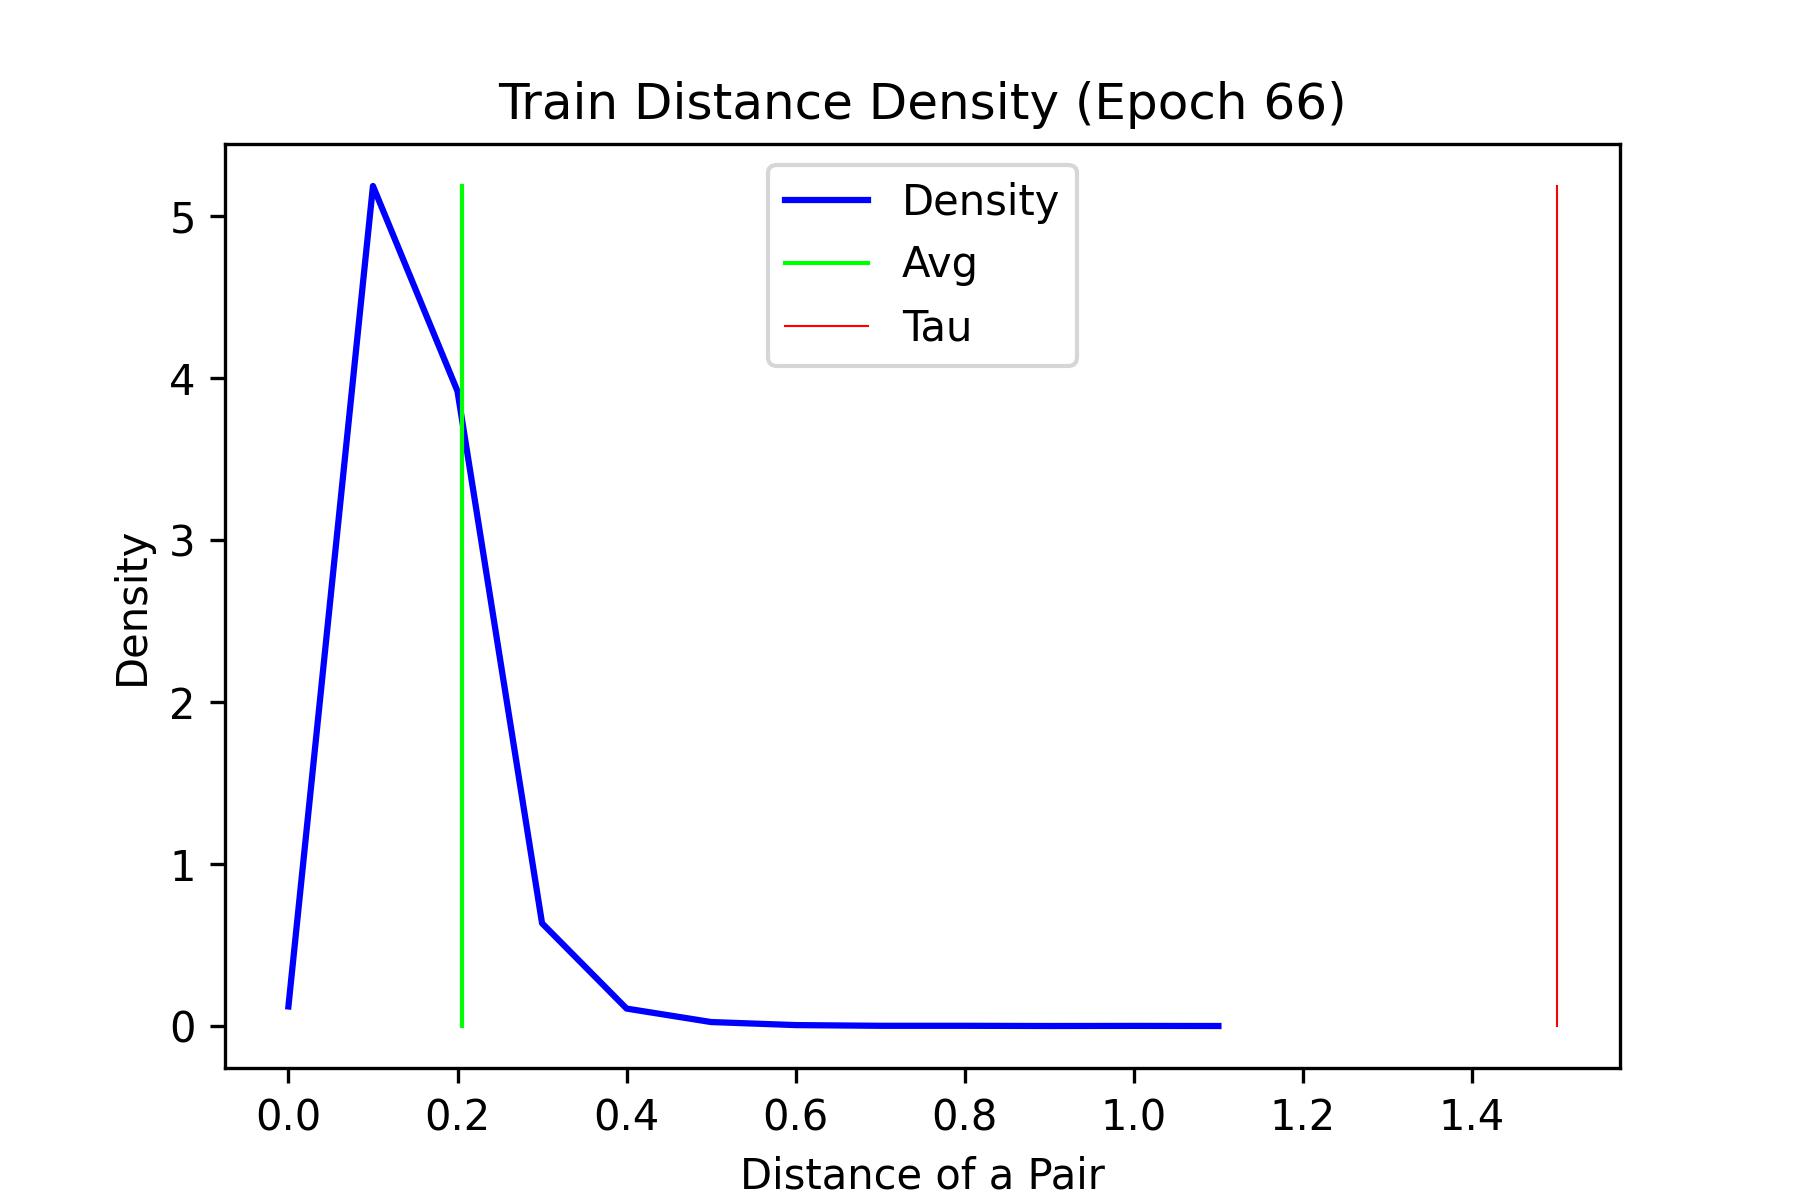 Train Distance Density (Epoch 66)
Density
Avg
Tau
5
4
3
2
1
0
Density
0.0 0.2 0.4 0.6 0.8 1.0 1.2 1.4
Distance of a Pair